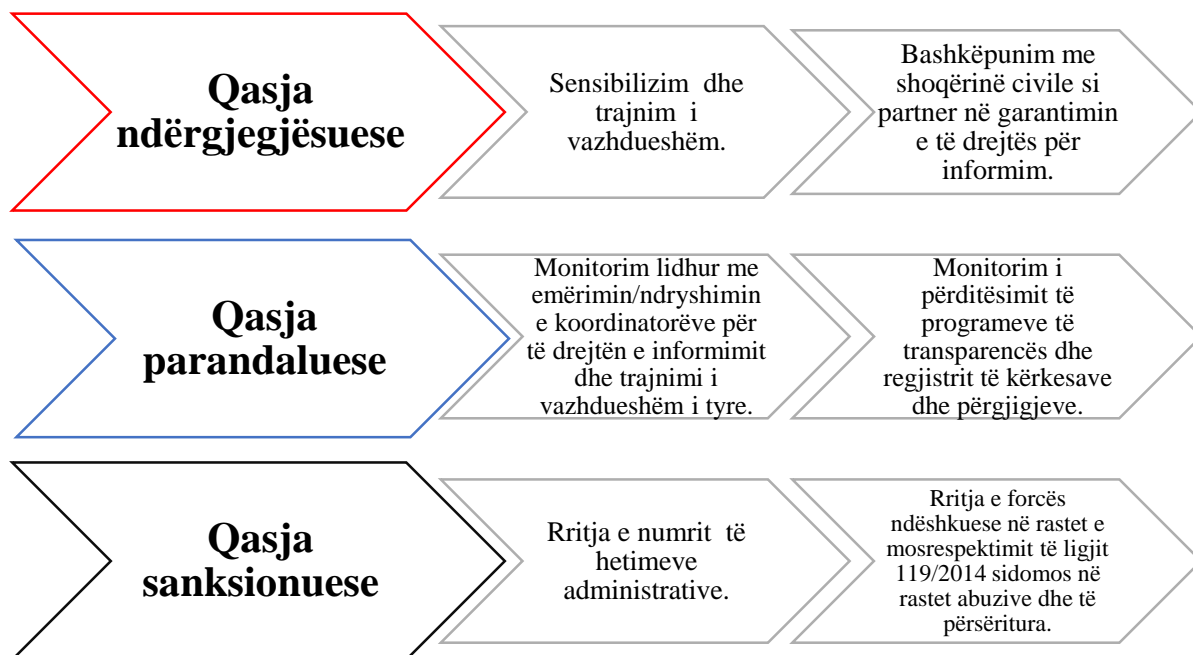 Qasja
ndërgjegjësuese
Sensibilizim dhe
trajnim i
vazhdueshëm.
Bashkëpunim me
shoqërinë civile si
partner në garantimin
e të drejtës për
informim.
Qasja
parandaluese
Monitorim lidhur me
emërimin/ndryshimin
e koordinatorëve për
të drejtën e informimit
dhe trajnimi i
vazhdueshëm i tyre.
Monitorim i
përditësimit të
programeve të
transparencës dhe
regjistrit të kërkesave
dhe përgjigjeve.
Qasja
sanksionuese
Rritja e numrit të
hetimeve
administrative.
Rritja e forcës
ndëshkuese në rastet e
mosrespektimit të ligjit
119/2014 sidomos në
rastet abuzive dhe të
përséritura.